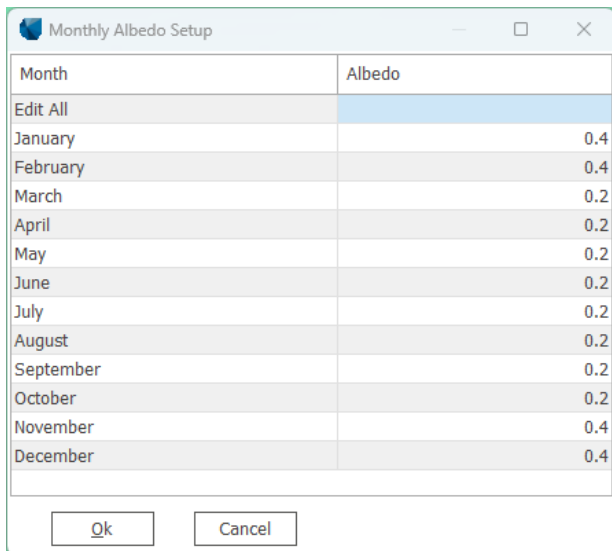 Monthly Albedo Setup
Month Albedo
Edit All
January 0.4
February 0.4
March 0.2
April 0.2
May 0.2
June 0.2
July 0.2
August 0.2
September 0.2
October 0.2
November 0.4
December 0.4
Ok Cancel